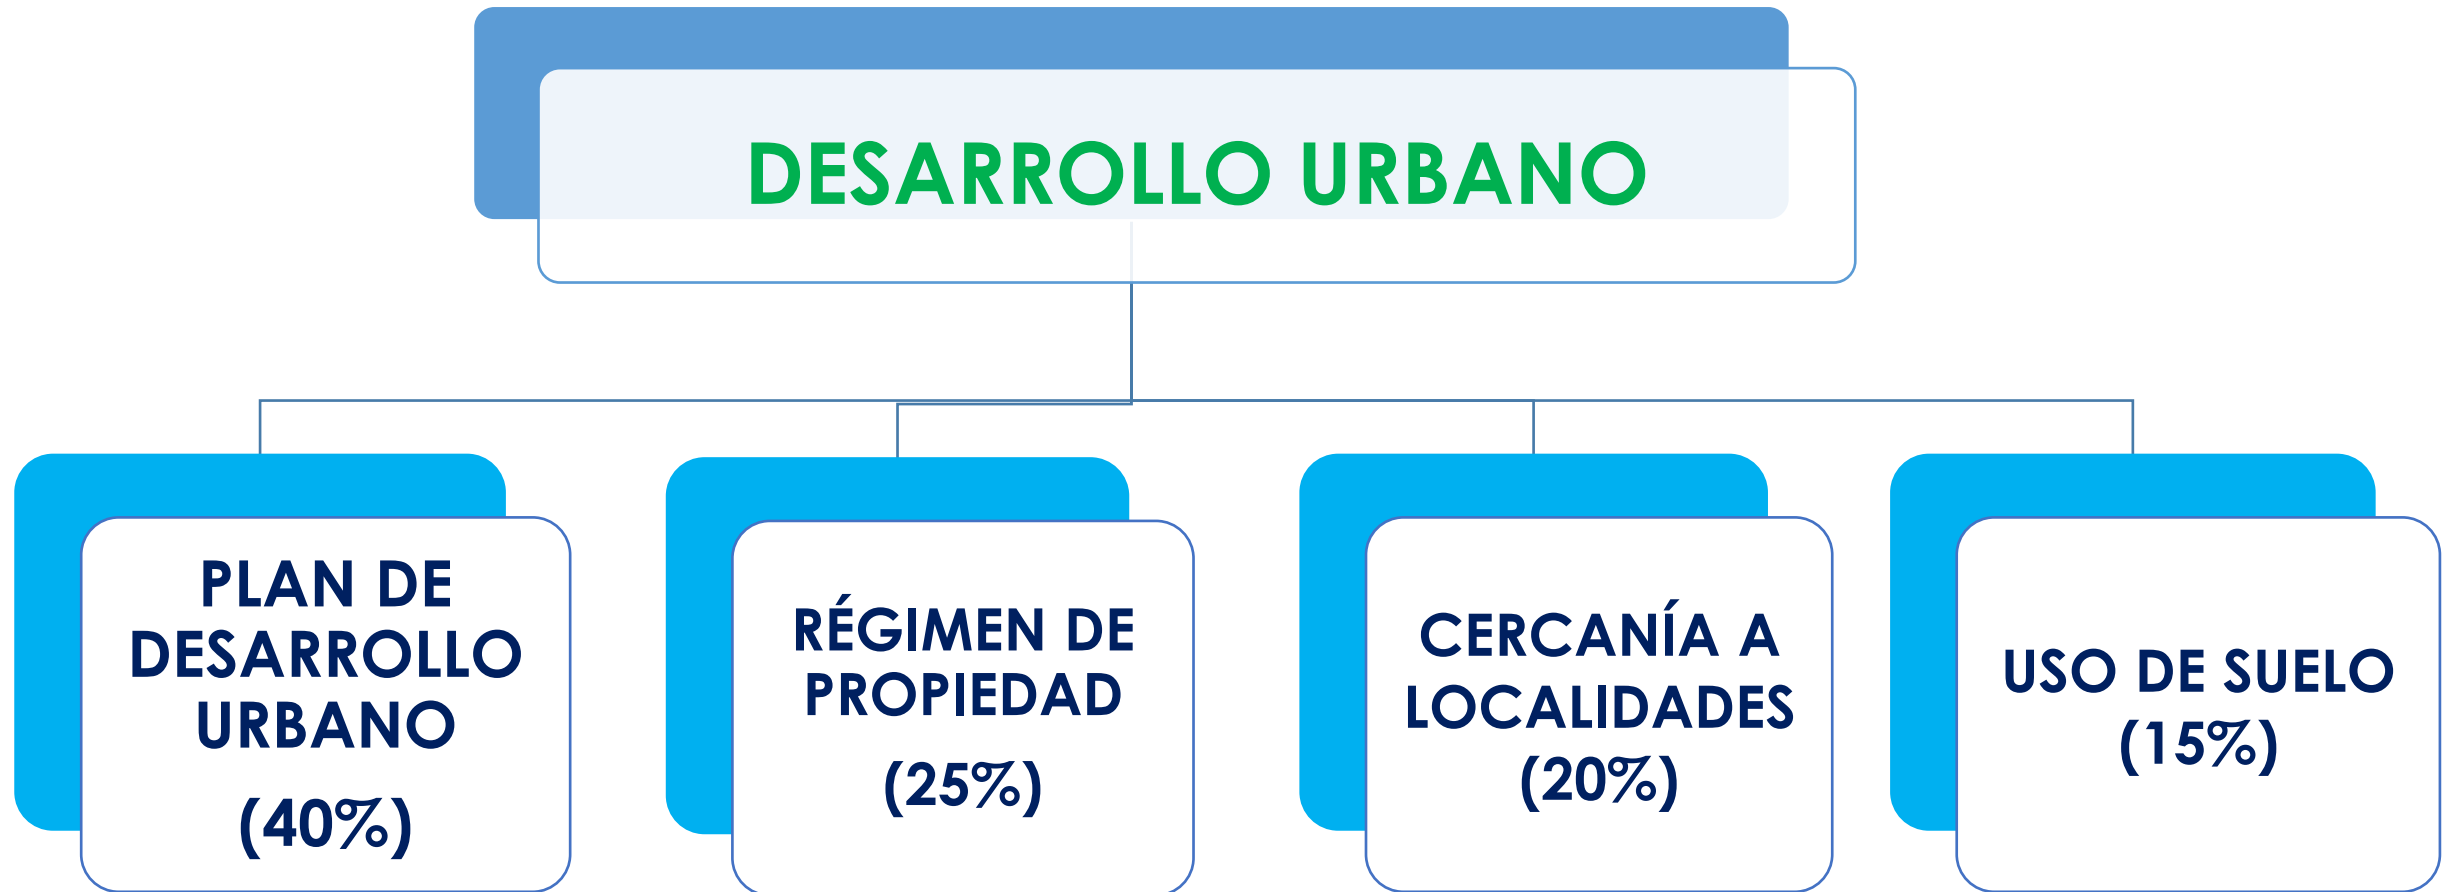 DESARROLLO URBANO
PLAN DE
DESARROLLO
URBANO
(40%)
RÉGIMEN DE
PROPIEDAD
(25%)
CERCANÍA A
LOCALIDADES
(20%)
USO DE SUELO
(15%)